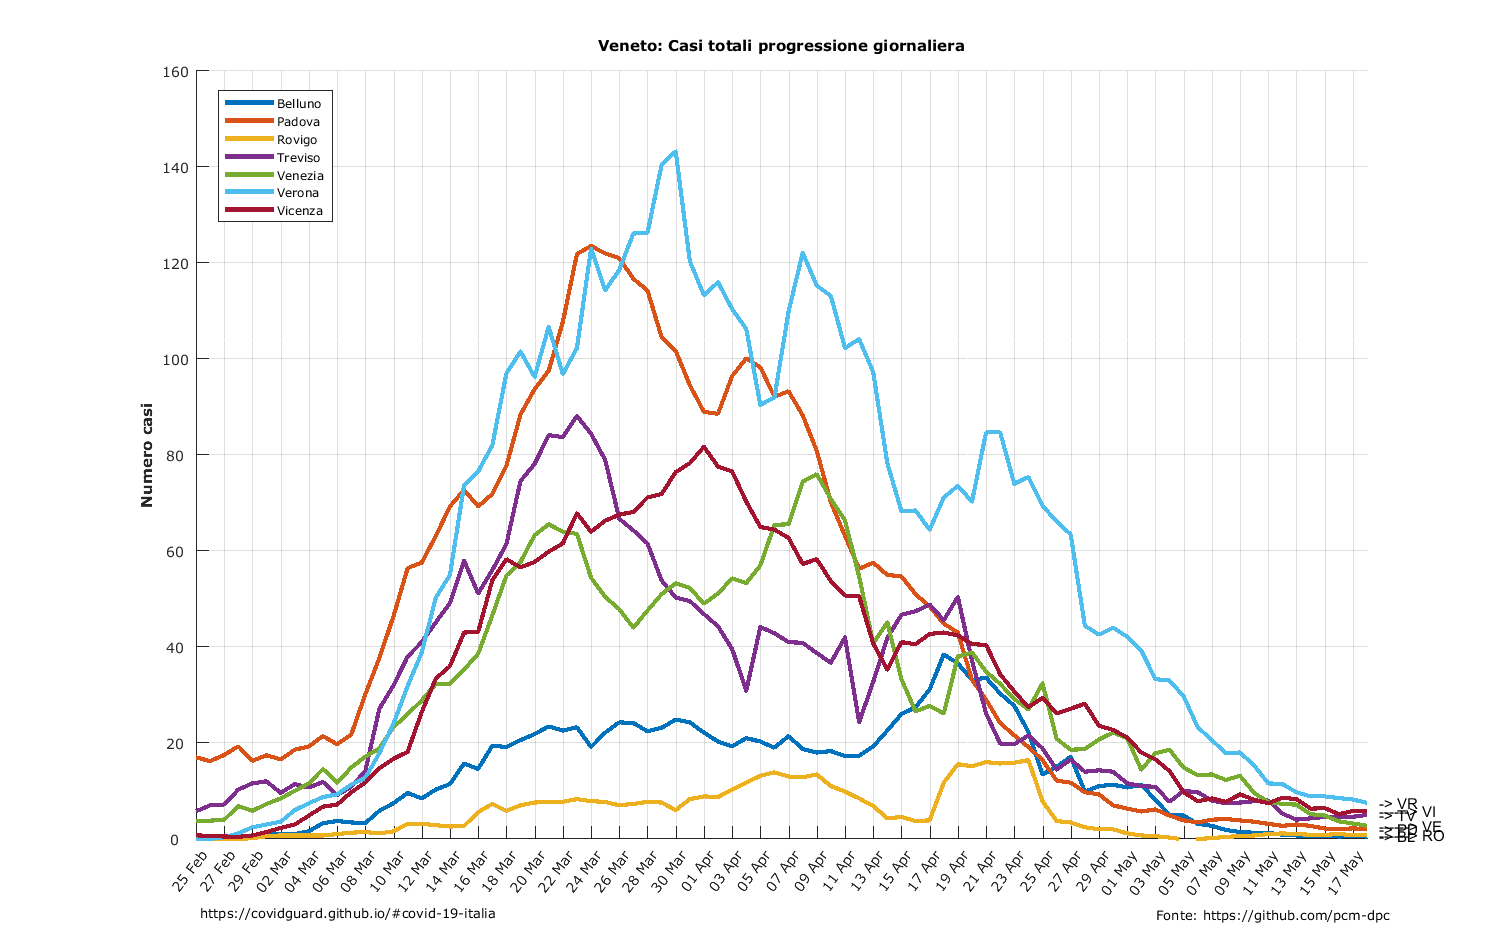 Veneto: Casi totali progressione giornaliera
160
140
120
100
80
60
40
20
0
Numero casi
Belluno
Padova
Rovigo
Treviso
Venezia
Verona
Vicenza
-> VR
-> VI
-> TV
-> VE
-> PD
-> RO
-> BL
25 Feb
27 Feb
29 Feb
02 Mar
04 Mar
06 Mar
08 Mar
10 Mar
12 Mar
14 Mar
16 Mar
18 Mar
20 Mar
22 Mar
24 Mar
26 Mar
28 Mar
30 Mar
01 Apr
03 Apr
05 Apr
07 Apr
09 Apr
11 Apr
13 Apr
15 Apr
17 Apr
19 Apr
21 Apr
23 Apr
25 Apr
27 Apr
29 Apr
01 May
03 May
05 May
07 May
09 May
11 May
13 May
15 May
17 May
https://covidguard.github.io/#covid-19-italia
Fonte: https://github.com/pcm-dpc